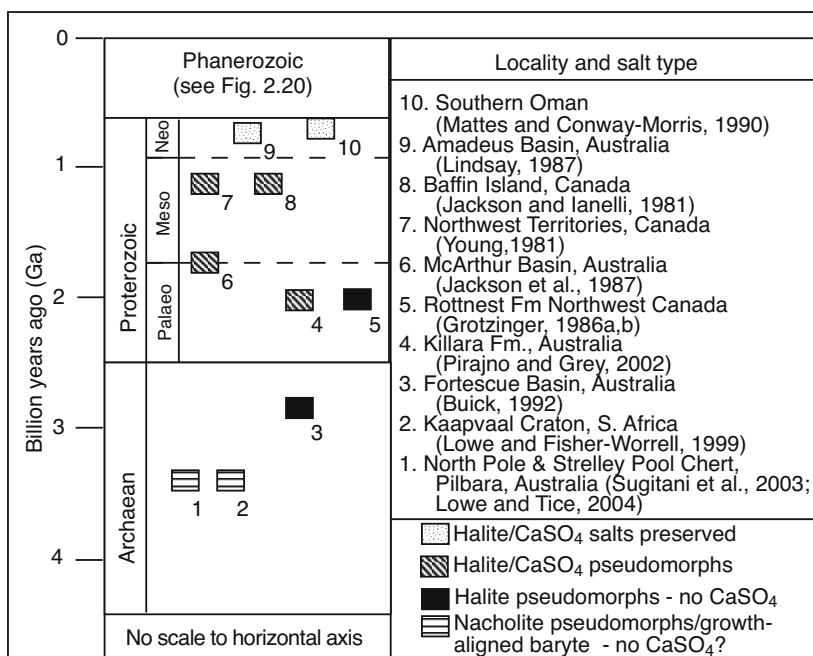 0
1
2
3
4
Billion years ago (Ga)
Phanerozoic
(see Fig. 2.20)
Proterozoic
Neo
Meso
Palaeo
Archaean
9
10
7
8
6
4
5
3
1
2
No scale to horizontal axis
Locality and salt type
10. Southern Oman
(Mattes and Conway-Morris, 1990)
9. Amadeus Basin, Australia
(Lindsay, 1987)
8. Baffin Island, Canada
(Jackson and Ianelli, 1981)
7. Northwest Territories, Canada
(Young,1981)
6. McArthur Basin, Australia
(Jackson et al., 1987)
5. Rottnest Fm Northwest Canada
(Grotzinger, 1986a,b)
4. Killara Fm., Australia
(Pirajno and Grey, 2002)
3. Fortescue Basin, Australia
(Buick, 1992)
2. Kaapvaal Craton, S. Africa
(Lowe and Fisher-Worrell, 1999)
1. North Pole & Strelley Pool Chert,
Pilbara, Australia (Sugitani et al., 2003;
Lowe and Tice, 2004)
Halite/CaSO4 salts preserved
Halite/CaSO4 pseudomorphs
Halite pseudomorphs - no CaSO4
Nacholite pseudomorphs/growth-
aligned baryte - no CaSO4?